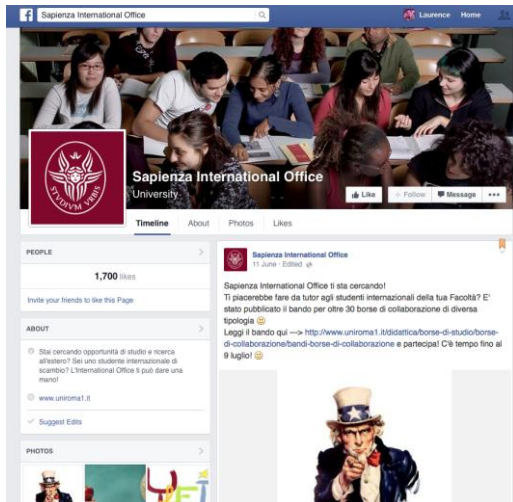 Sapienza International Office
Laurence Home
STVDIVM VRBIS
Sapienza International Office
University
Like Follow Message
Timeline About Photos Likes
PEOPLE
1,700 likes
Invite your friends to like this Page
ABOUT
Stai cercando opportunità di studio e ricerca
all'estero? Sei uno studente internazionale di
scambio? L'International Office ti può dare una
mano!
www.uniroma1.it
Suggest Edits
PHOTOS
Sapienza International Office
11 June · Edited
Sapienza International Office ti sta cercando!
Ti piacerebbe fare da tutor agli studenti internazionali della tua Facoltà? E'
stato pubblicato il bando per oltre 30 borse di collaborazione di diversa
tipologia
Leggi il bando qui —> http://www.uniroma1.it/didattica/borse-di-studio/borse-
di-collaborazione/bandi-borse-di-collaborazione e partecipa! C'è tempo fino al
9 luglio!